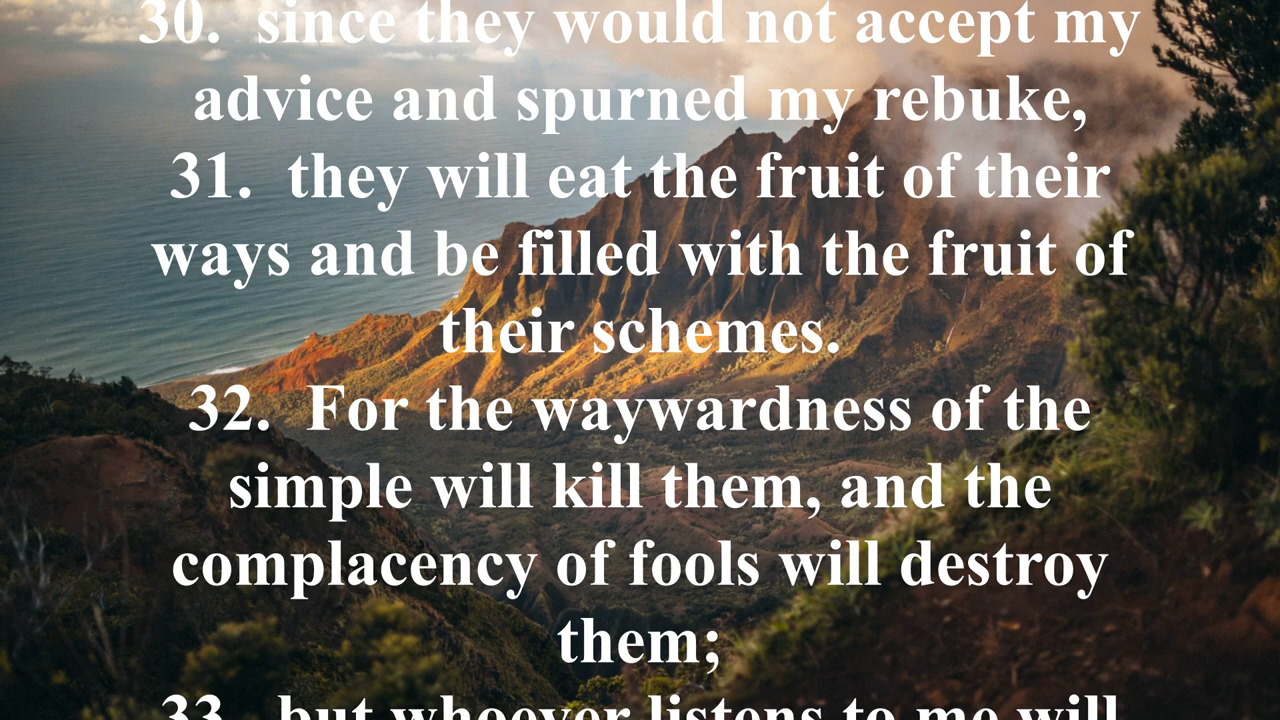 30.  since they would not accept my
advice and spurned my rebuke,
31.  they will eat the fruit of their
ways and be filled with the fruit of
their schemes.
32.  For the waywardness of the
simple will kill them, and the
complacency of fools will destroy
them;
33.  but whoever listens to me will